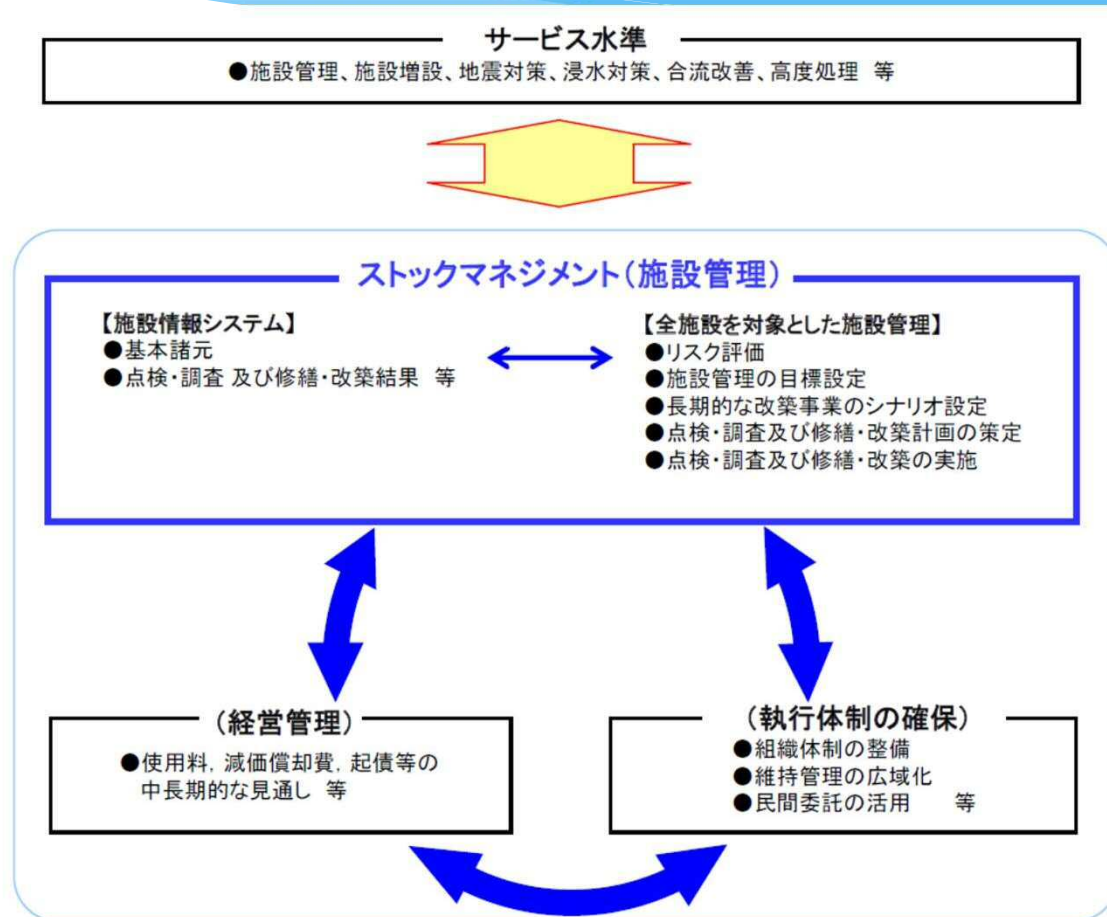 サービス水準
●施設管理、施設増設、地震対策、浸水対策、合流改善、高度処理 等
ストックマネジメント(施設管理)
【施設情報システム】
●基本諸元
●点検・調査 及び修繕・改築結果 等
【全施設を対象とした施設管理】
●リスク評価
●施設管理の目標設定
●長期的な改築事業のシナリオ設定
●点検・調査及び修繕・改築計画の策定
●点検・調査及び修繕・改築の実施
(経営管理)
●使用料, 減価償却費, 起債等の
中長期的な見通し 等
(執行体制の確保)
●組織体制の整備
●維持管理の広域化
●民間委託の活用 等